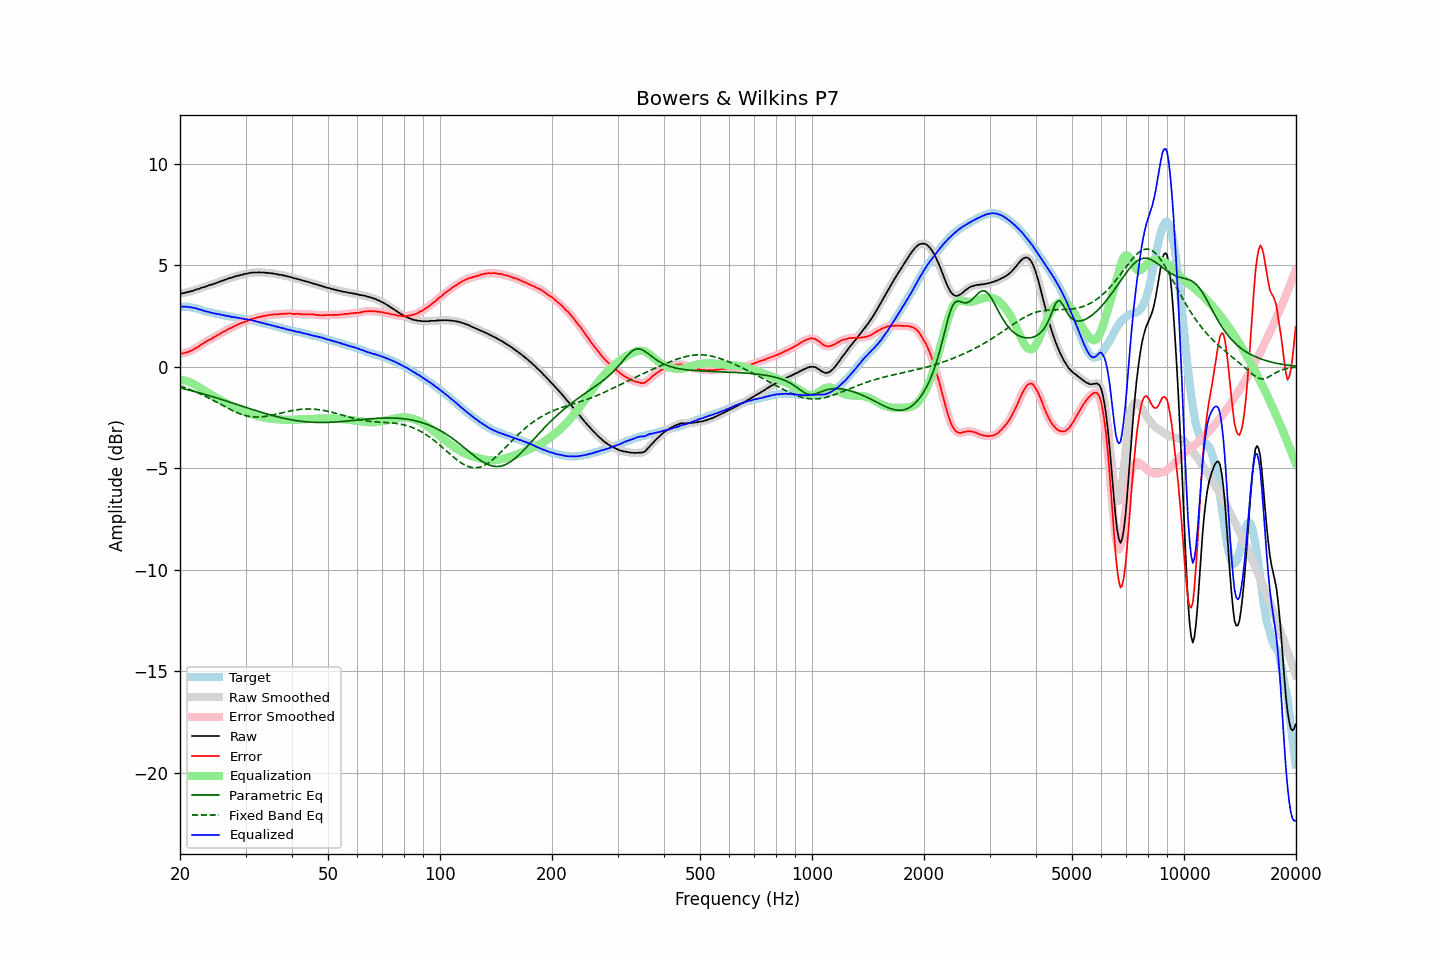 Bowers & Wilkins P7
Amplitude (dBr)
10
5
0
−5
−10
−15
−20
Target
Raw Smoothed
Error Smoothed
Raw
Error
Equalization
Parametric Eq
Fixed Band Eq
Equalized
20
50
100
200
500
1000
2000
5000
10000
20000
Frequency (Hz)